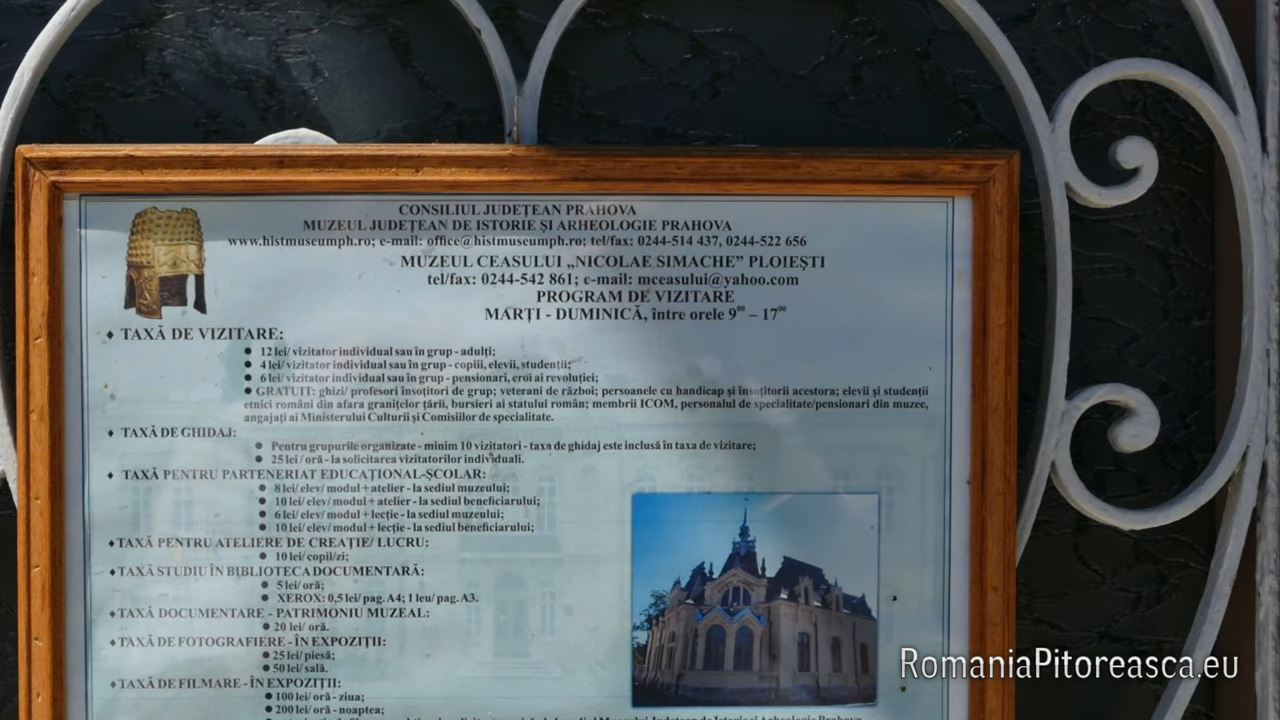 CONSILIUL JUDEȚEAN PRAHOVA
MUZEUL JUDEȚEAN DE ISTORIE ȘI ARHEOLOGIE PRAHOVA
www.histmuseumph.ro; e-mail: office@histmuseumph.ro; tel/fax: 0244-514 437, 0244-522 656
MUZEUL CEASULUI „NICOLAE SIMACHE” PLOIEȘTI
tel/fax: 0244-542 861; e-mail: mceasului@yahoo.com
PROGRAM DE VIZITARE
MARȚI - DUMINICĂ, între orele 9⁰⁰ – 17⁰⁰
♦ TAXĂ DE VIZITARE:
● 12 lei/ vizitator individual sau în grup - adulți;
● 4 lei/ vizitator individual sau în grup - copiii, elevii, studenții;
● 6 lei/ vizitator individual sau în grup - pensionari, eroi ai revoluției;
● GRATUIT: ghizi/ profesori însoțitori de grup; veterani de război; persoanele cu handicap și însoțitorii acestora; elevii și studenții
etnici români din afara granițelor țării, bursieri ai statului român; membrii ICOM, personalul de specialitate/pensionari din muzee,
angajați ai Ministerului Culturii și Comisiilor de specialitate.
♦ TAXĂ DE GHIDAJ:
● Pentru grupurile organizate - minim 10 vizitatori - taxa de ghidaj este inclusă în taxa de vizitare;
● 25 lei/ oră - la solicitarea vizitatorilor individuali.
♦ TAXĂ PENTRU PARTENERIAT EDUCAȚIONAL-ȘCOLAR:
● 8 lei/ elev/ modul + atelier - la sediul muzeului;
● 10 lei/ elev/ modul + atelier - la sediul beneficiarului;
● 6 lei/ elev/ modul + lecție - la sediul muzeului;
● 10 lei/ elev/ modul + lecție - la sediul beneficiarului;
♦ TAXĂ PENTRU ATELIERE DE CREAȚIE/ LUCRU:
● 10 lei/ copil/zi;
♦ TAXĂ STUDIU ÎN BIBLIOTECA DOCUMENTARĂ:
● 5 lei/ oră;
● XEROX: 0,5 lei/ pag. A4; 1 leu/ pag. A3.
♦ TAXĂ DOCUMENTARE - PATRIMONIU MUZEAL:
● 20 lei/ oră.
♦ TAXĂ DE FOTOGRAFIERE - ÎN EXPOZIȚII:
● 25 lei/ piesă;
● 50 lei/ sală.
♦ TAXĂ DE FILMARE - ÎN EXPOZIȚII:
● 100 lei/ oră - ziua;
● 200 lei/ oră - noaptea;
Muzeului Județean de Istorie și Arheologie Prahova
RomaniaPitoreasca.eu